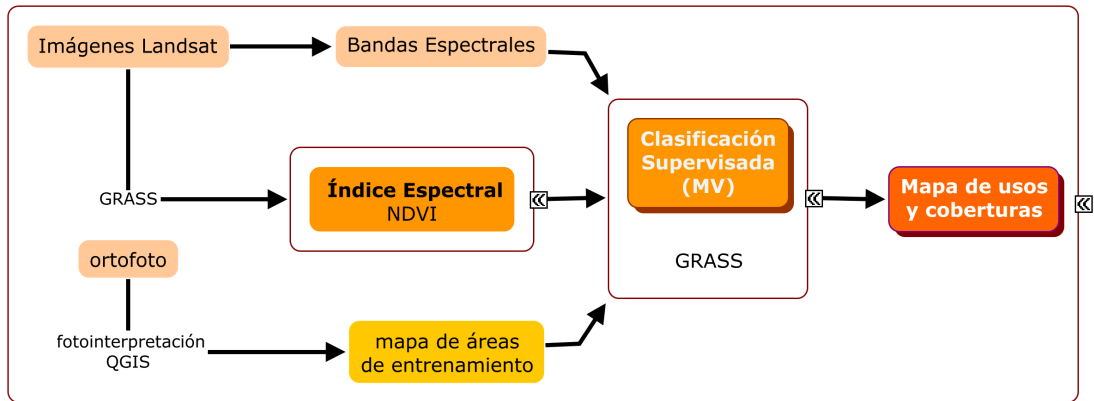 Imágenes Landsat
Bandas Espectrales
GRASS
Índice Espectral
NDVI
ortofoto
fotointerpretación
QGIS
mapa de áreas
de entrenamiento
Clasificación
Supervisada
(MV)
GRASS
Mapa de usos
y coberturas